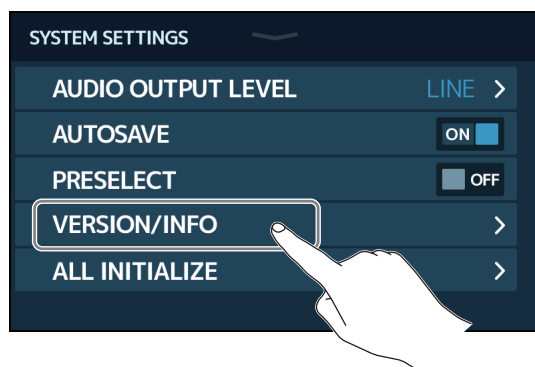 SYSTEM SETTINGS
AUDIO OUTPUT LEVEL LINE >
AUTOSAVE ON
PRESELECT OFF
VERSION/INFO >
ALL INITIALIZE >